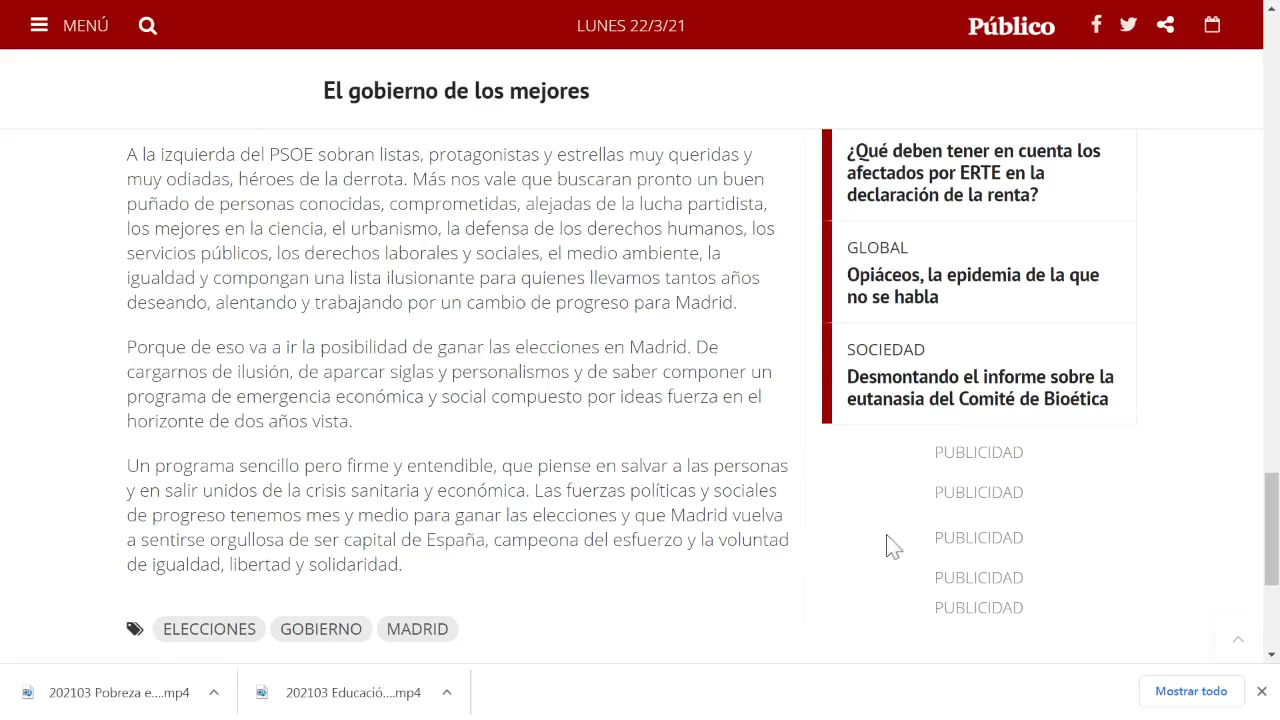 MENÚ
LUNES 22/3/21
Público
El gobierno de los mejores
A la izquierda del PSOE sobran listas, protagonistas y estrellas muy queridas y
muy odiadas, héroes de la derrota. Más nos vale que buscaran pronto un buen
puñado de personas conocidas, comprometidas, alejadas de la lucha partidista,
los mejores en la ciencia, el urbanismo, la defensa de los derechos humanos, los
servicios públicos, los derechos laborales y sociales, el medio ambiente, la
igualdad y compongan una lista ilusionante para quienes llevamos tantos años
deseando, alentando y trabajando por un cambio de progreso para Madrid.
Porque de eso va a ir la posibilidad de ganar las elecciones en Madrid. De
cargarnos de ilusión, de aparcar siglas y personalismos y de saber componer un
programa de emergencia económica y social compuesto por ideas fuerza en el
horizonte de dos años vista.
Un programa sencillo pero firme y entendible, que piense en salvar a las personas
y en salir unidos de la crisis sanitaria y económica. Las fuerzas políticas y sociales
de progreso tenemos mes y medio para ganar las elecciones y que Madrid vuelva
a sentirse orgullosa de ser capital de España, campeona del esfuerzo y la voluntad
de igualdad, libertad y solidaridad.
ELECCIONES
GOBIERNO
MADRID
¿Qué deben tener en cuenta los
afectados por ERTE en la
declaración de la renta?
GLOBAL
Opiáceos, la epidemia de la que
no se habla
SOCIEDAD
Desmontando el informe sobre la
eutanasia del Comité de Bioética
PUBLICIDAD
PUBLICIDAD
PUBLICIDAD
PUBLICIDAD
PUBLICIDAD
202103 Pobreza e....mp4
202103 Educació....mp4
Mostrar todo